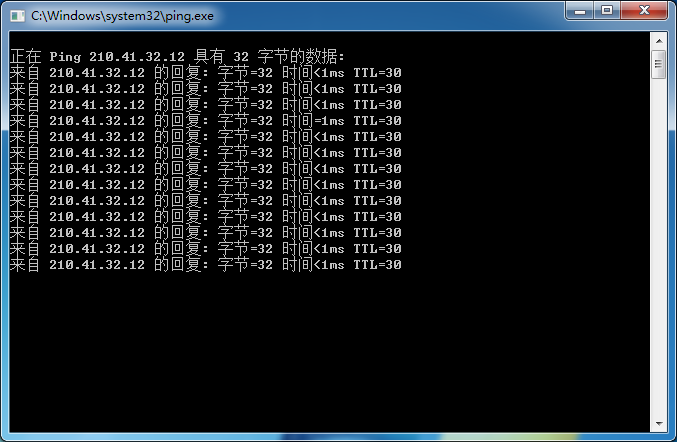 C:\Windows\system32\ping.exe
正在 Ping 210.41.32.12 具有 32 字节的数据:
来自 210.41.32.12 的回复: 字节=32 时间<1ms TTL=30
来自 210.41.32.12 的回复: 字节=32 时间<1ms TTL=30
来自 210.41.32.12 的回复: 字节=32 时间<1ms TTL=30
来自 210.41.32.12 的回复: 字节=32 时间=1ms TTL=30
来自 210.41.32.12 的回复: 字节=32 时间<1ms TTL=30
来自 210.41.32.12 的回复: 字节=32 时间<1ms TTL=30
来自 210.41.32.12 的回复: 字节=32 时间<1ms TTL=30
来自 210.41.32.12 的回复: 字节=32 时间<1ms TTL=30
来自 210.41.32.12 的回复: 字节=32 时间<1ms TTL=30
来自 210.41.32.12 的回复: 字节=32 时间<1ms TTL=30
来自 210.41.32.12 的回复: 字节=32 时间<1ms TTL=30
来自 210.41.32.12 的回复: 字节=32 时间<1ms TTL=30
来自 210.41.32.12 的回复: 字节=32 时间<1ms TTL=30